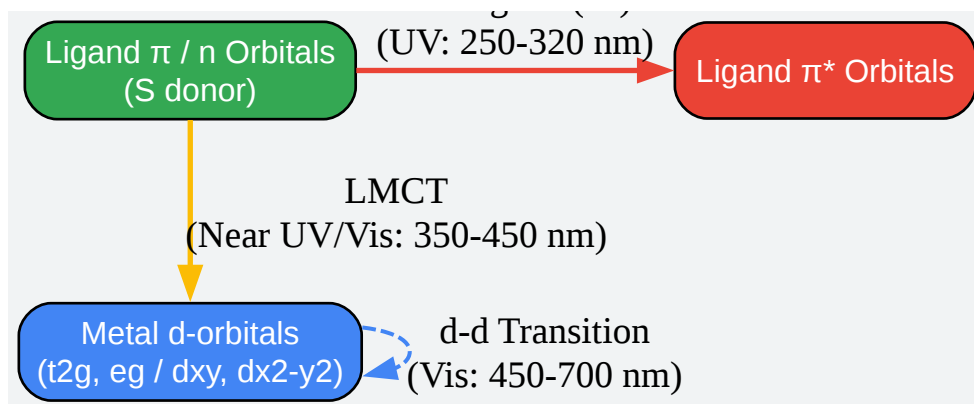 Ligand π / n Orbitals
(S donor)
(UV: 250-320 nm)
Ligand π* Orbitals
LMCT
(Near UV/Vis: 350-450 nm)
Metal d-orbitals
(t2g, eg / dxy, dx2-y2)
d-d Transition
(Vis: 450-700 nm)